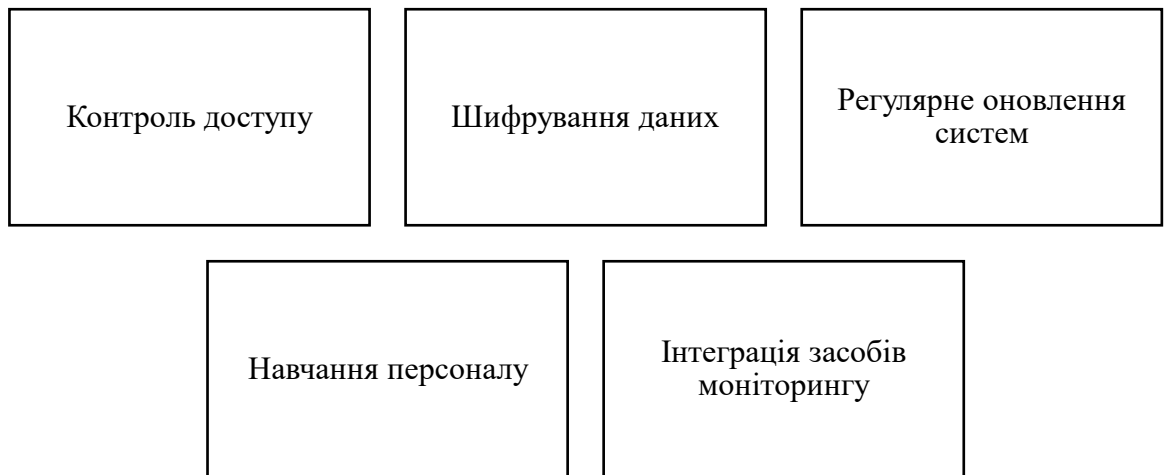 Контроль доступу
Шифрування даних
Регулярне оновлення
систем
Навчання персоналу
Інтеграція засобів
моніторингу